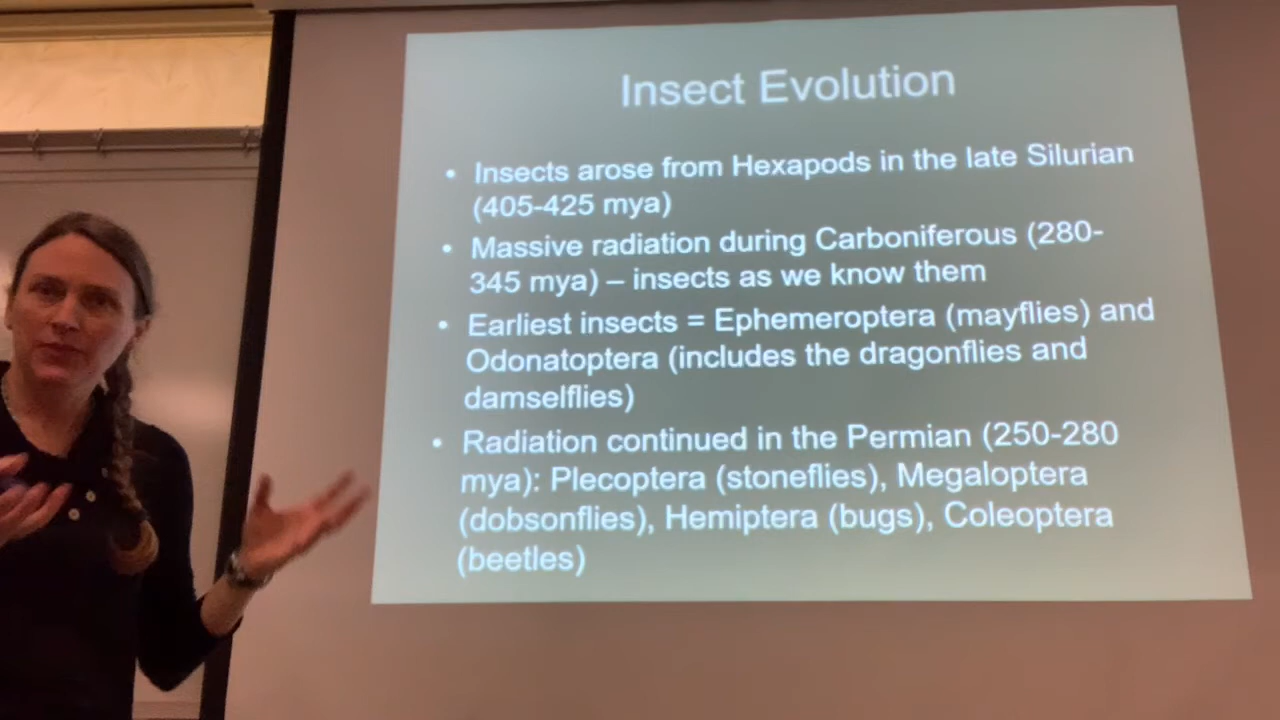 Insect Evolution
• Insects arose from Hexapods in the late Silurian
(405-425 mya)
• Massive radiation during Carboniferous (280-
345 mya) – insects as we know them
• Earliest insects = Ephemeroptera (mayflies) and
Odonatoptera (includes the dragonflies and
damselflies)
• Radiation continued in the Permian (250-280
mya): Plecoptera (stoneflies), Megaloptera
(dobsonflies), Hemiptera (bugs), Coleoptera
(beetles)